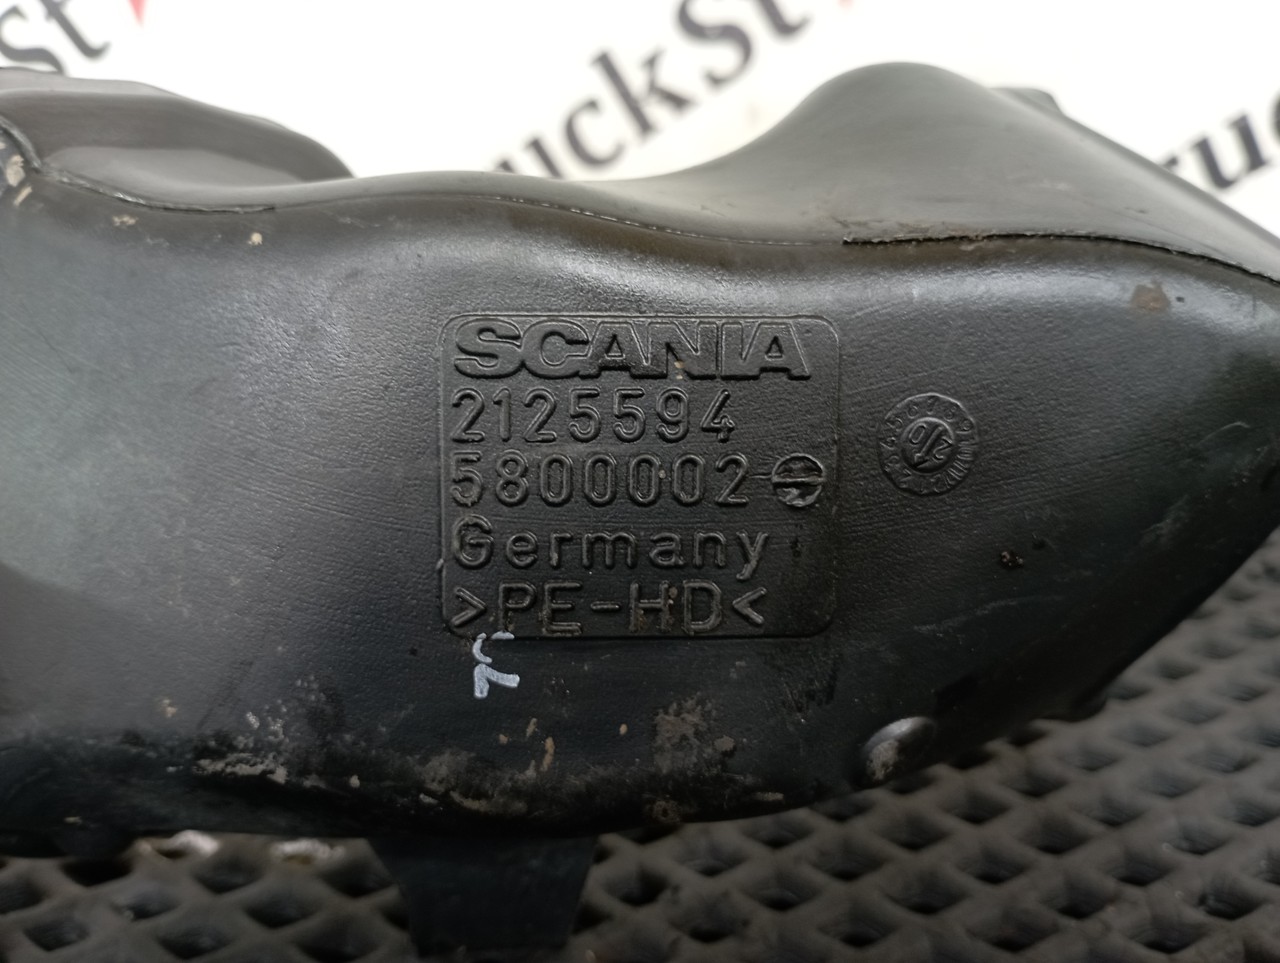 SCANIA
2125594
5800002
Germany
>PE-HD<